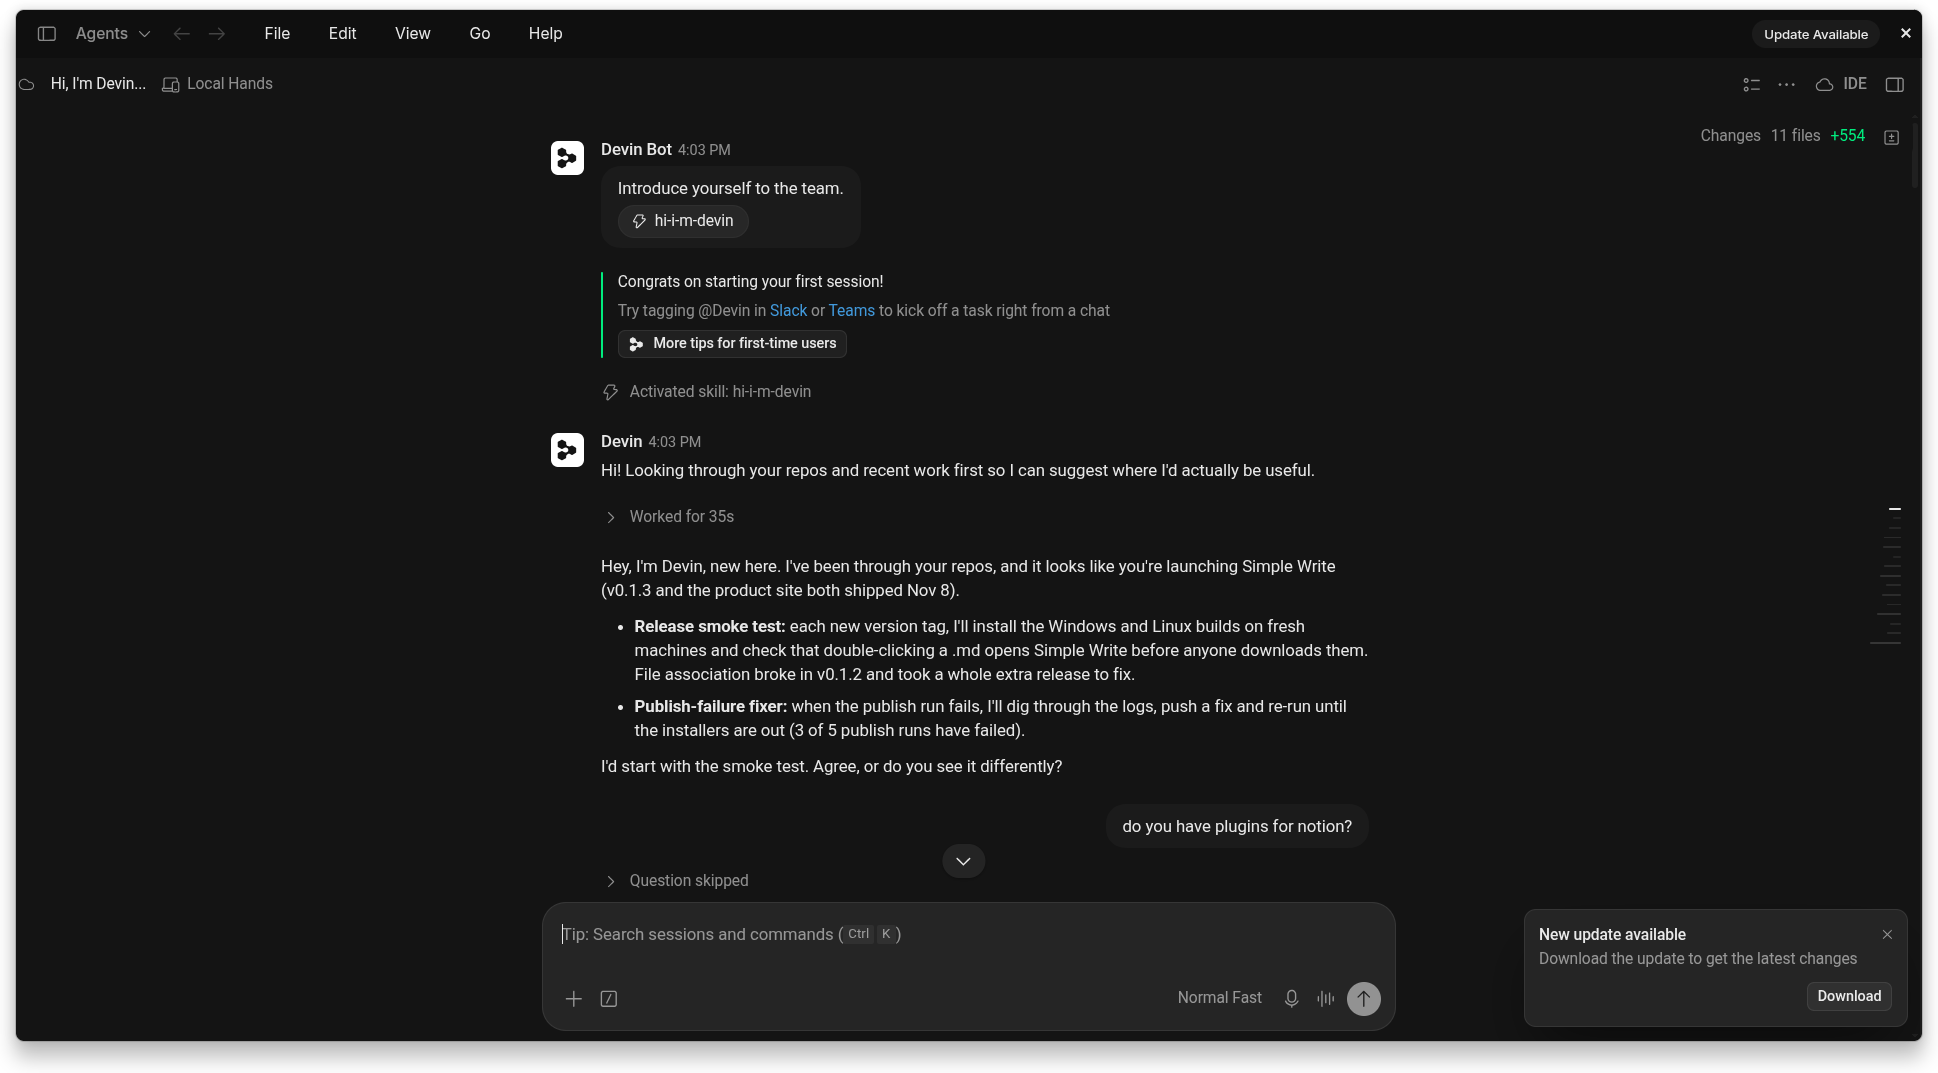 Agents File Edit View Go Help Update Available
Hi, I'm Devin... Local Hands IDE
Changes 11 files +554
Devin Bot 4:03 PM
Introduce yourself to the team.
hi-i-m-devin
Congrats on starting your first session!
Try tagging @Devin in Slack or Teams to kick off a task right from a chat
More tips for first-time users
Activated skill: hi-i-m-devin
Devin 4:03 PM
Hi! Looking through your repos and recent work first so I can suggest where I'd actually be useful.
Worked for 35s
Hey, I'm Devin, new here. I've been through your repos, and it looks like you're launching Simple Write
(v0.1.3 and the product site both shipped Nov 8).
• Release smoke test: each new version tag, I'll install the Windows and Linux builds on fresh
machines and check that double-clicking a .md opens Simple Write before anyone downloads them.
File association broke in v0.1.2 and took a whole extra release to fix.
• Publish-failure fixer: when the publish run fails, I'll dig through the logs, push a fix and re-run until
the installers are out (3 of 5 publish runs have failed).
I'd start with the smoke test. Agree, or do you see it differently?
do you have plugins for notion?
Question skipped
Tip: Search sessions and commands ( Ctrl K )
Normal Fast
New update available
Download the update to get the latest changes
Download